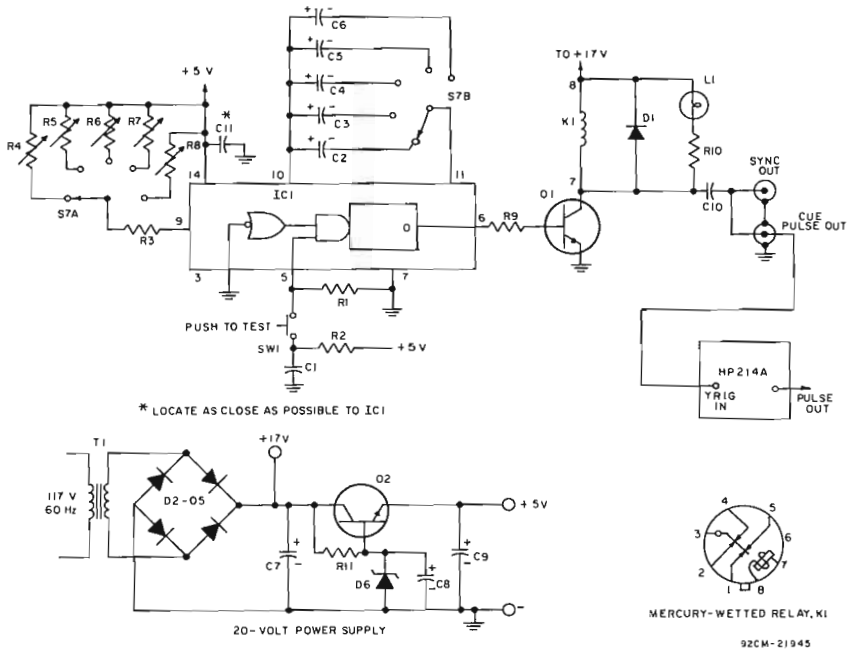 + - C6
+ - C5
+ - C4
+ - C3
+ - C2
S7B
+5 V
R4 R5 R6 R7 R8
*
C11
S7A
R3
14 10 11
IC1
9
3 5 7
6
O
R9
Q1
TO +17V
8
K1
D1
L1
R10
7
C10
SYNC OUT
CUE PULSE OUT
R1
PUSH TO TEST
SW1
R2
+5 V
C1
HP214A
YRIG IN
PULSE OUT
* LOCATE AS CLOSE AS POSSIBLE TO IC1
T1
117 V
60 Hz
D2-05
+17V
O2
+ 5V
+ - C7
R11
D6
+ - C8
+ - C9
-
20-VOLT POWER SUPPLY
4 5
3 6
2 7
1 8
MERCURY-WETTED RELAY, K1
92CM-21945